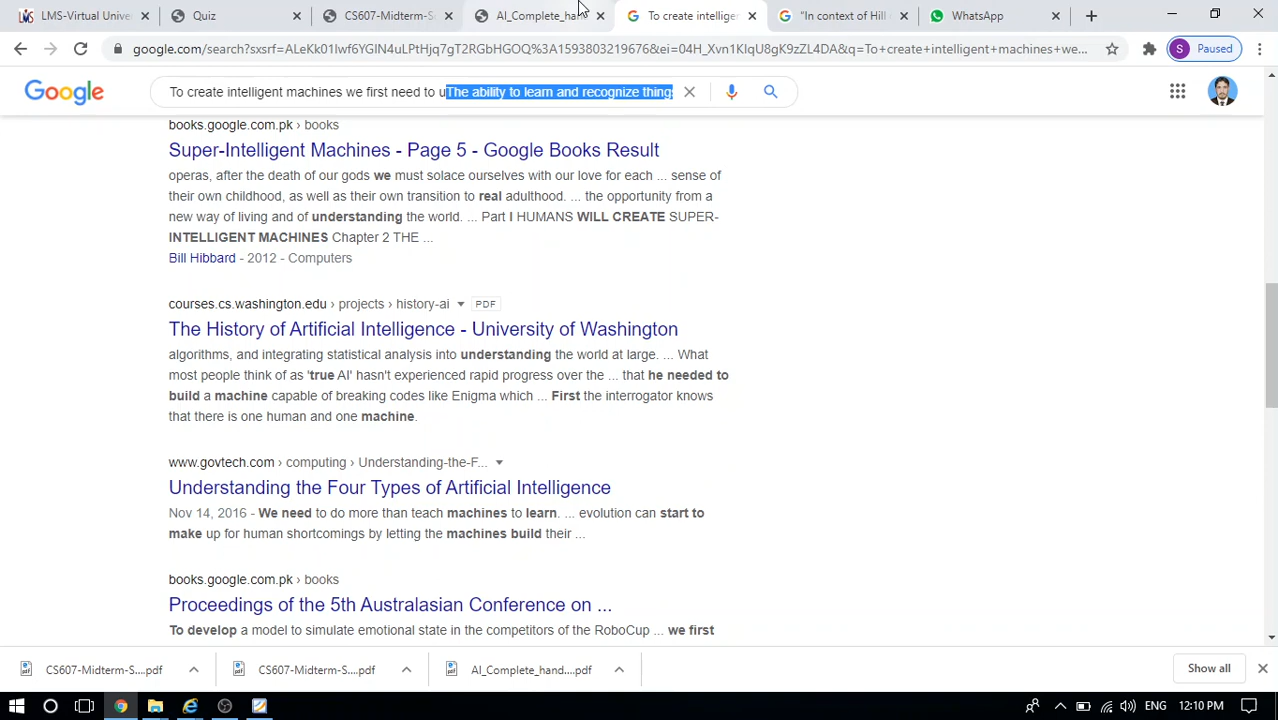 LMS-Virtual Unive
Quiz
CS607-Midterm-S
AI_Complete_han
To create intellige
"In context of Hill
WhatsApp
google.com/search?sxsrf=ALeKk01lwf6YGIN4uLPtHjq7gT2RGbHGOQ%3A1593803219676&ei=04H_Xvn1KIqU8gK9zZL4DA&q=To+create+intelligent+machines+we...
S Paused
Google
To create intelligent machines we first need to uThe ability to learn and recognize things
books.google.com.pk › books
Super-Intelligent Machines - Page 5 - Google Books Result
operas, after the death of our gods we must solace ourselves with our love for each ... sense of
their own childhood, as well as their own transition to real adulthood. ... the opportunity from a
new way of living and of understanding the world. ... Part I HUMANS WILL CREATE SUPER-
INTELLIGENT MACHINES Chapter 2 THE ...
Bill Hibbard - 2012 - Computers
courses.cs.washington.edu › projects › history-ai PDF
The History of Artificial Intelligence - University of Washington
algorithms, and integrating statistical analysis into understanding the world at large. ... What
most people think of as 'true AI' hasn't experienced rapid progress over the ... that he needed to
build a machine capable of breaking codes like Enigma which ... First the interrogator knows
that there is one human and one machine.
www.govtech.com › computing › Understanding-the-F...
Understanding the Four Types of Artificial Intelligence
Nov 14, 2016 - We need to do more than teach machines to learn. ... evolution can start to
make up for human shortcomings by letting the machines build their ...
books.google.com.pk › books
Proceedings of the 5th Australasian Conference on ...
To develop a model to simulate emotional state in the competitors of the RoboCup ... we first
CS607-Midterm-S....pdf
CS607-Midterm-S....pdf
AI_Complete_hand....pdf
Show all
ENG
12:10 PM